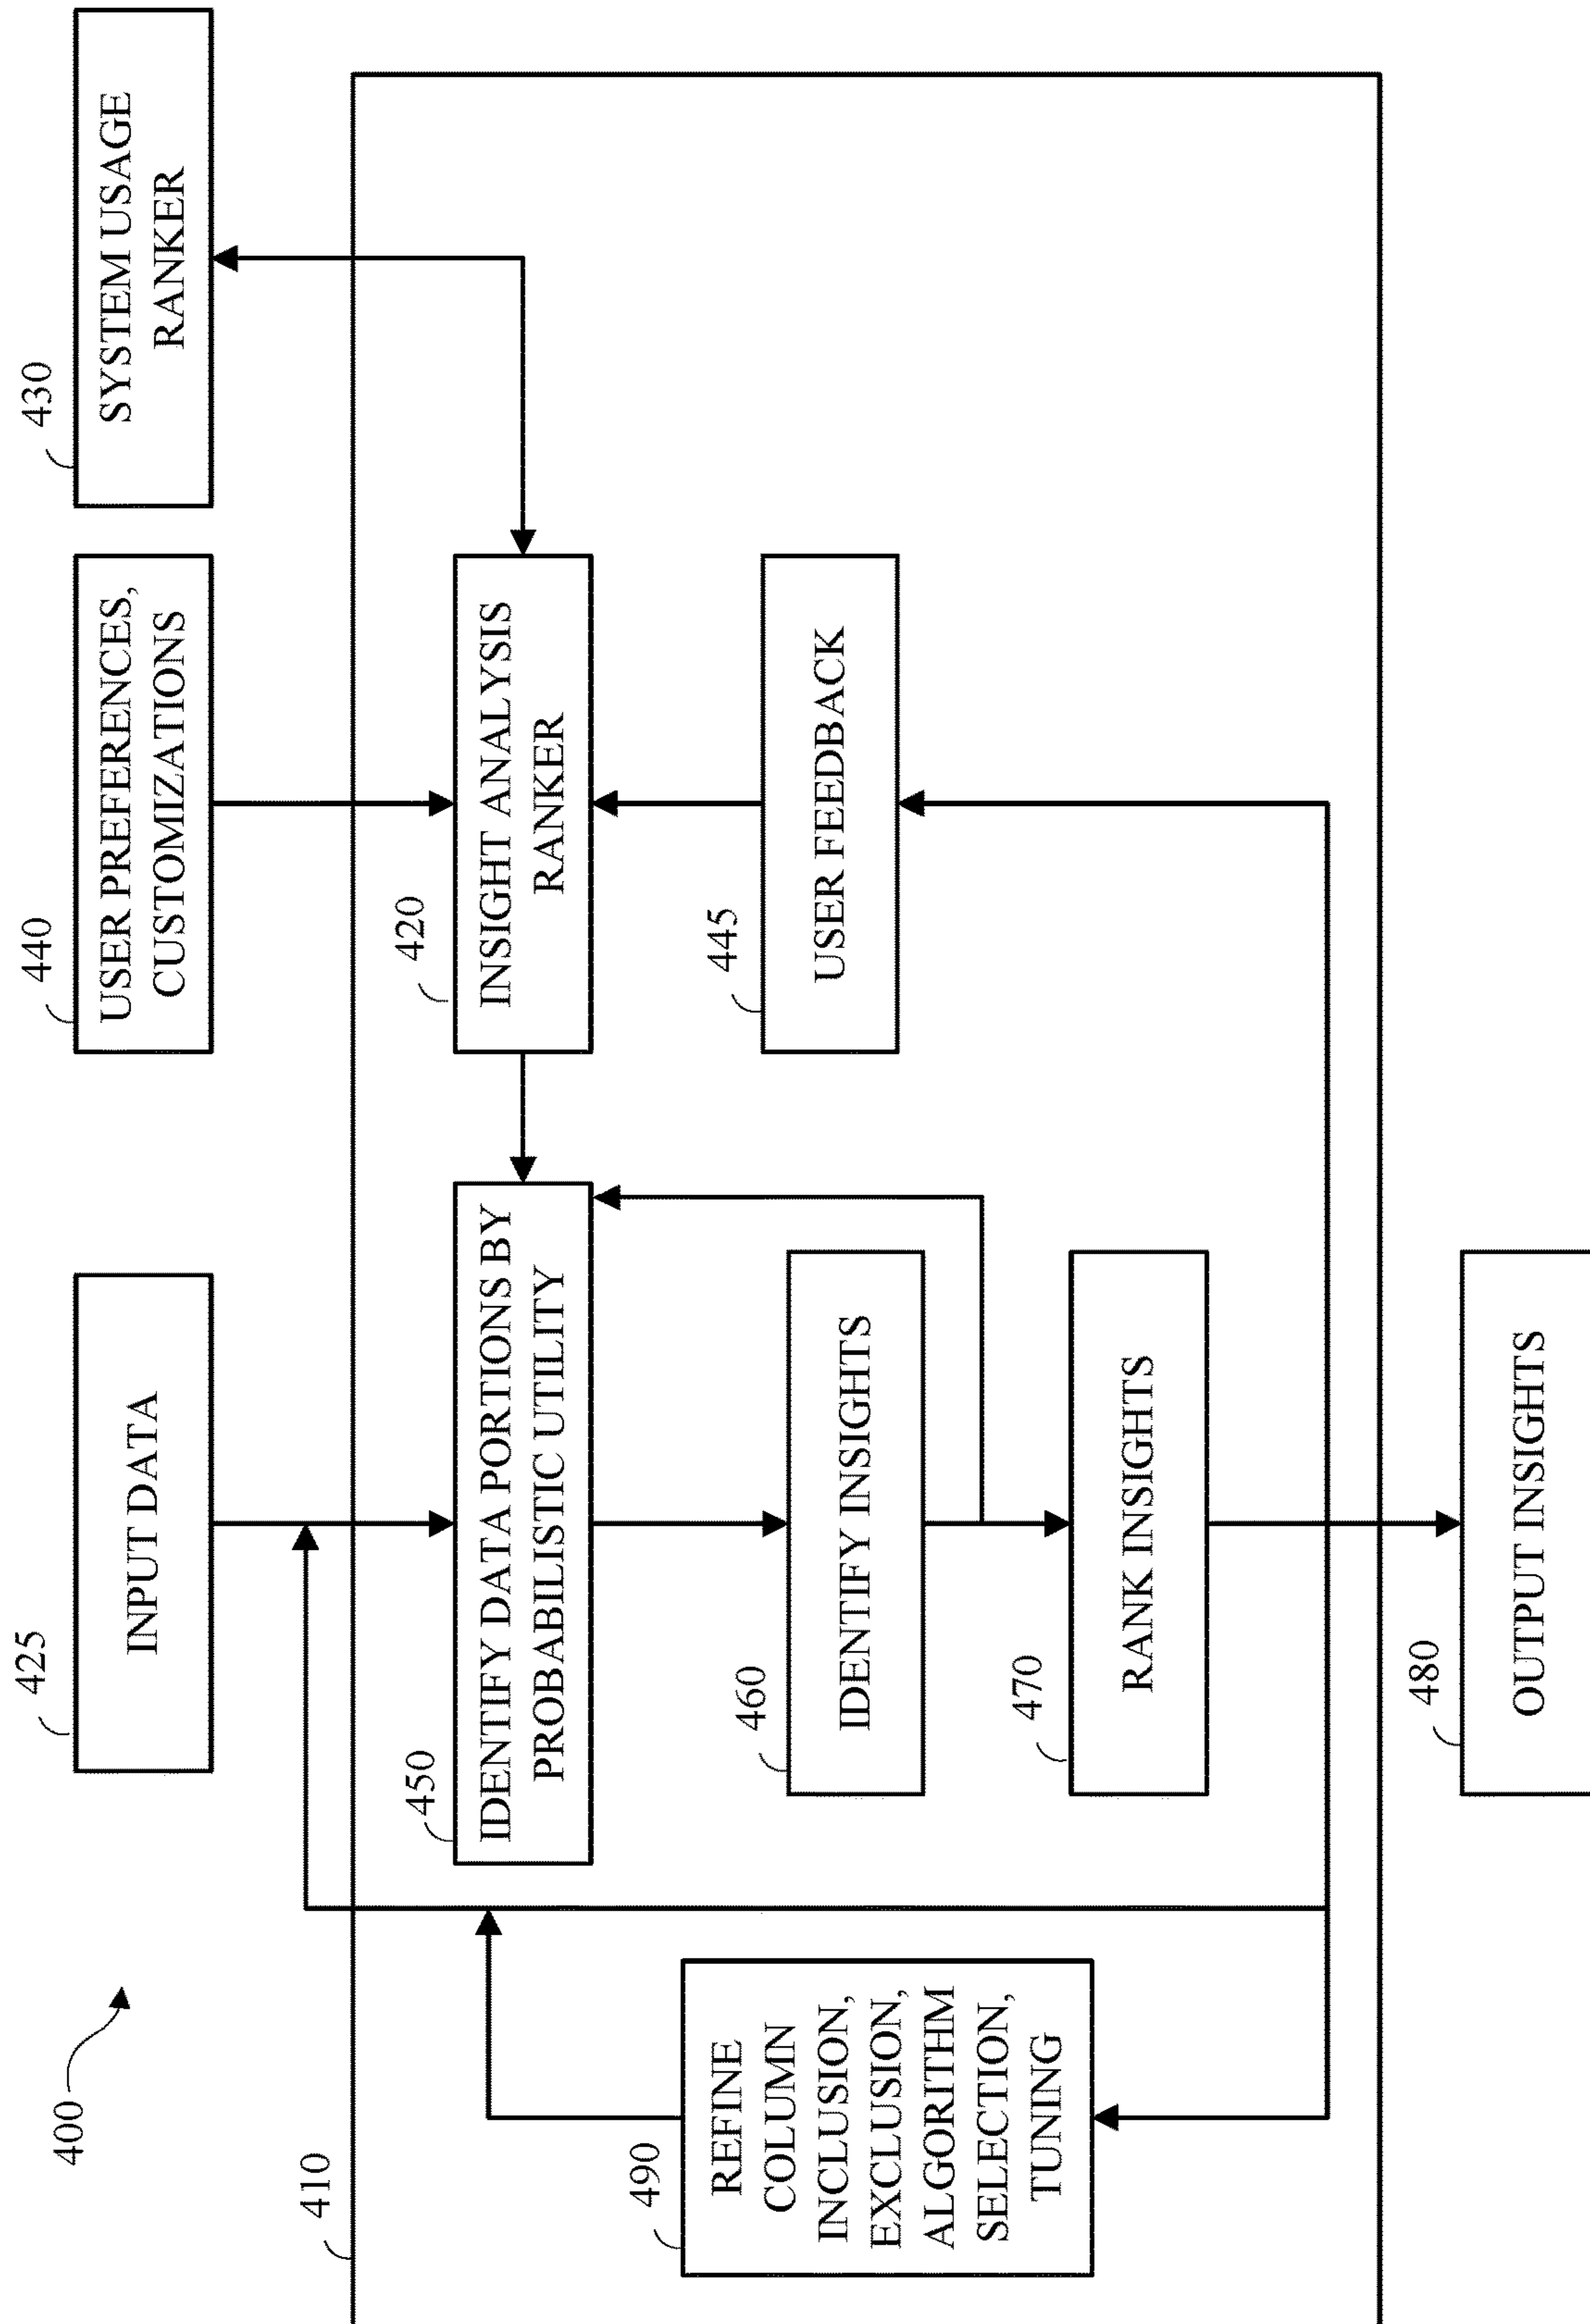 400
425
INPUT DATA
440
USER PREFERENCES,
CUSTOMIZATIONS
430
SYSTEM USAGE
RANKER
410
450
IDENTIFY DATA PORTIONS BY
PROBABILISTIC UTILITY
420
INSIGHT ANALYSIS
RANKER
490
REFINE
COLUMN
INCLUSION,
EXCLUSION,
ALGORITHM
SELECTION,
TUNING
460
IDENTIFY INSIGHTS
445
USER FEEDBACK
470
RANK INSIGHTS
480
OUTPUT INSIGHTS